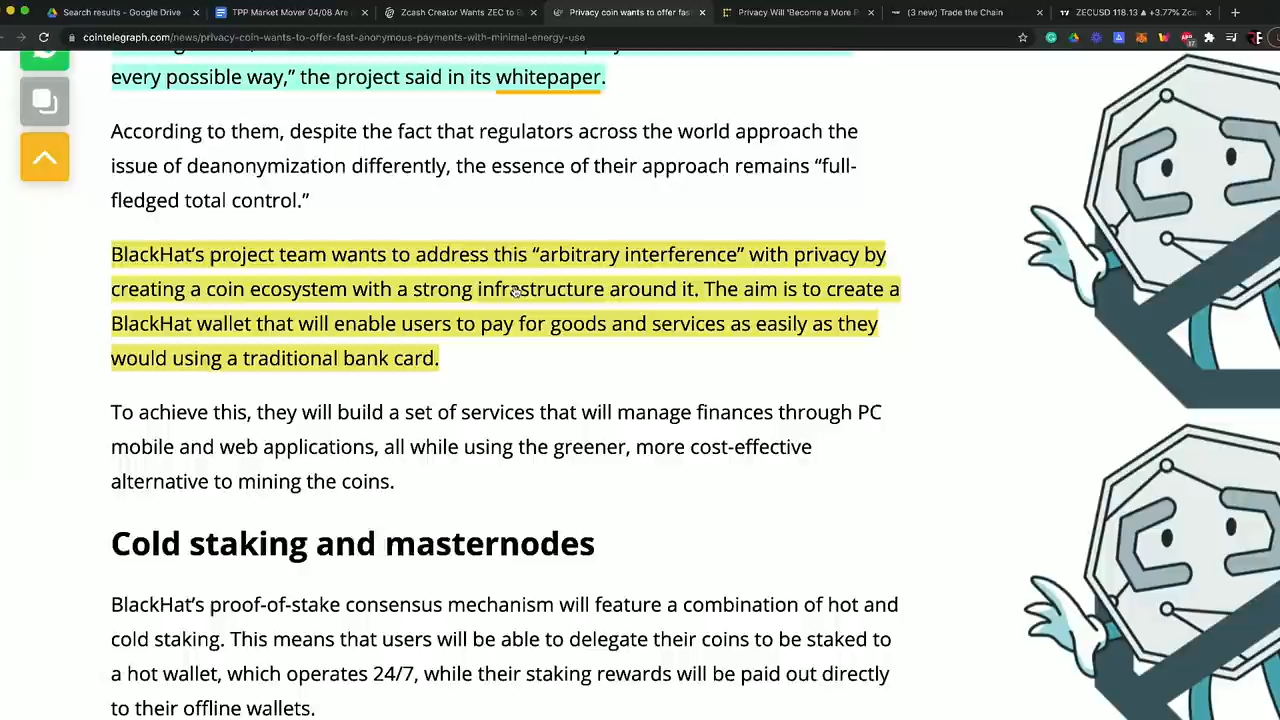 Search results - Google Drive
TPP Market Mover 04/08 Are
Zcash Creator Wants ZEC to B
Privacy coin wants to offer fast
Privacy Will 'Become a More P
(3 new) Trade the Chain
ZECUSD 118.13 ▲ +3.77% Zc
cointelegraph.com/news/privacy-coin-wants-to-offer-fast-anonymous-payments-with-minimal-energy-use
every possible way,” the project said in its whitepaper.
According to them, despite the fact that regulators across the world approach the
issue of deanonymization differently, the essence of their approach remains “full-
fledged total control.”
BlackHat’s project team wants to address this “arbitrary interference” with privacy by
creating a coin ecosystem with a strong infrastructure around it. The aim is to create a
BlackHat wallet that will enable users to pay for goods and services as easily as they
would using a traditional bank card.
To achieve this, they will build a set of services that will manage finances through PC
mobile and web applications, all while using the greener, more cost-effective
alternative to mining the coins.
Cold staking and masternodes
BlackHat’s proof-of-stake consensus mechanism will feature a combination of hot and
cold staking. This means that users will be able to delegate their coins to be staked to
a hot wallet, which operates 24/7, while their staking rewards will be paid out directly
to their offline wallets.